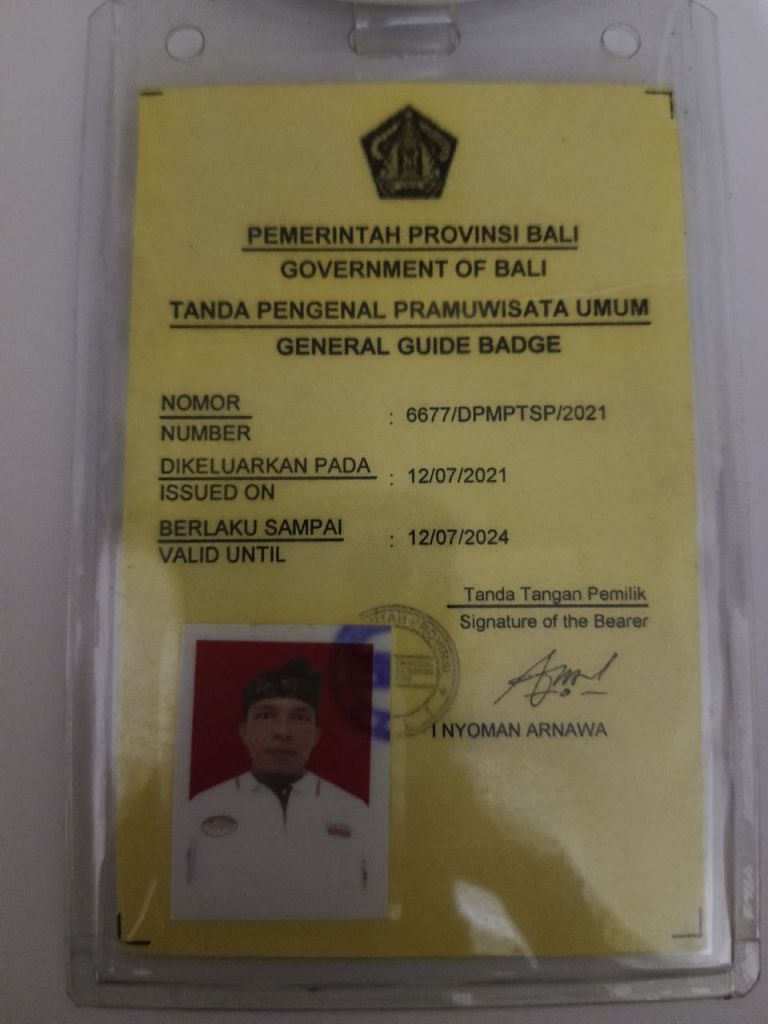 PEMERINTAH PROVINSI BALI
GOVERNMENT OF BALI
TANDA PENGENAL PRAMUWISATA UMUM
GENERAL GUIDE BADGE
NOMOR
NUMBER
: 6677/DPMPTSP/2021
DIKELUARKAN PADA
ISSUED ON
: 12/07/2021
BERLAKU SAMPAI
VALID UNTIL
: 12/07/2024
Tanda Tangan Pemilik
Signature of the Bearer
I NYOMAN ARNAWA